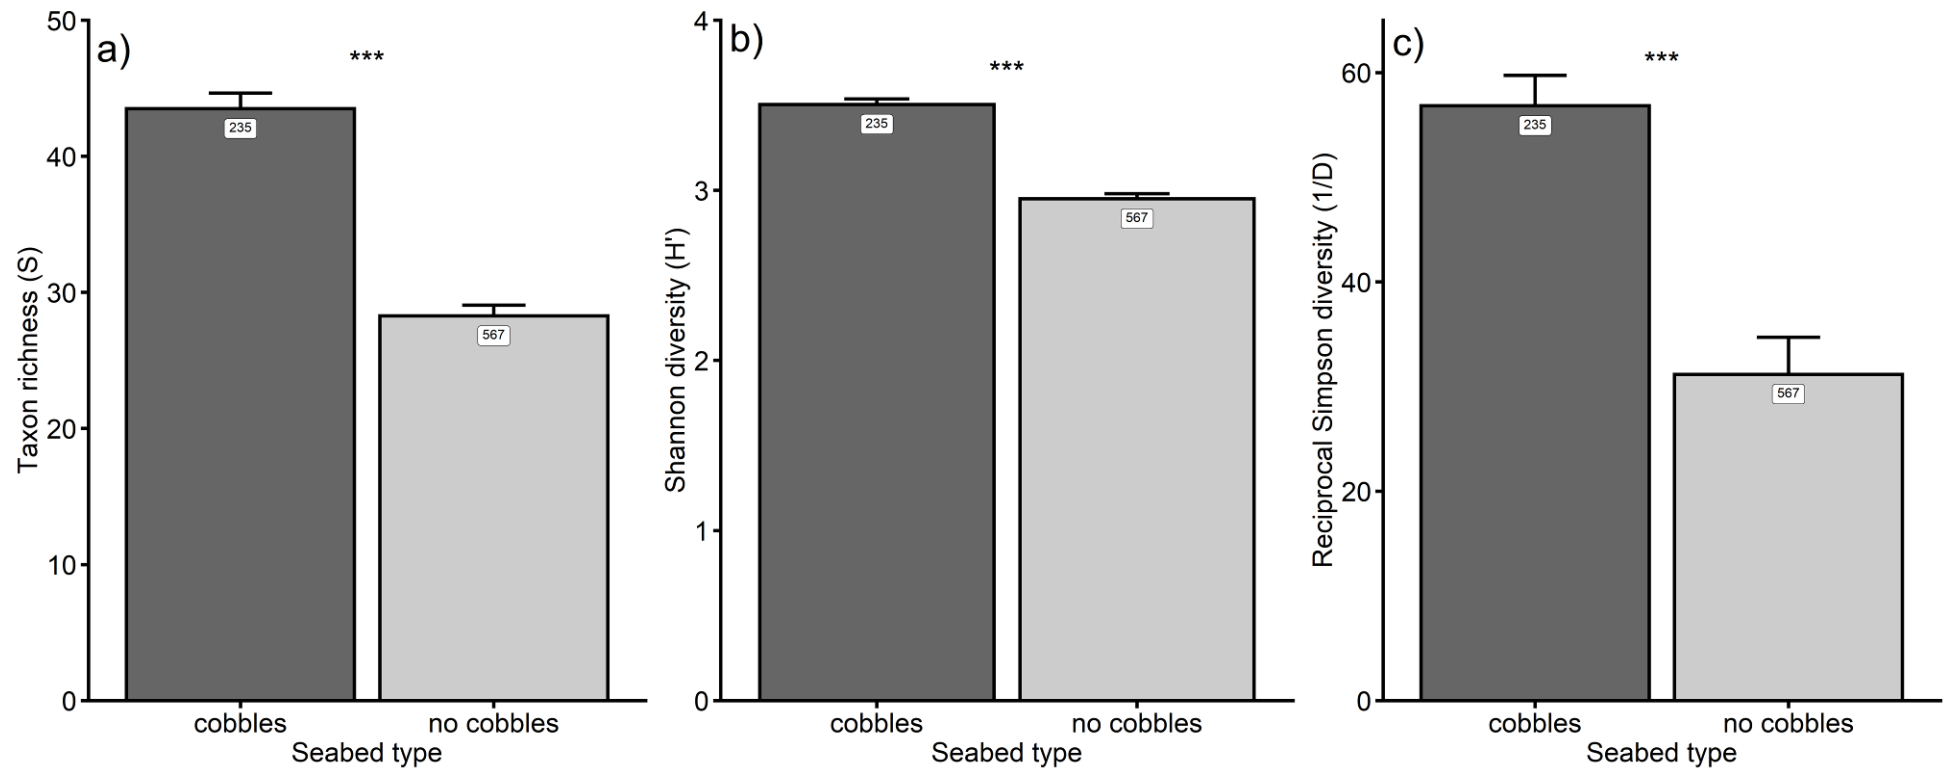 a)
***
Taxon richness (S)
50
40
30
20
10
0
235
567
cobbles
no cobbles
Seabed type
b)
***
Shannon diversity (H')
4
3
2
1
0
235
567
cobbles
no cobbles
Seabed type
c)
***
Reciprocal Simpson diversity (1/D)
60
40
20
0
235
567
cobbles
no cobbles
Seabed type